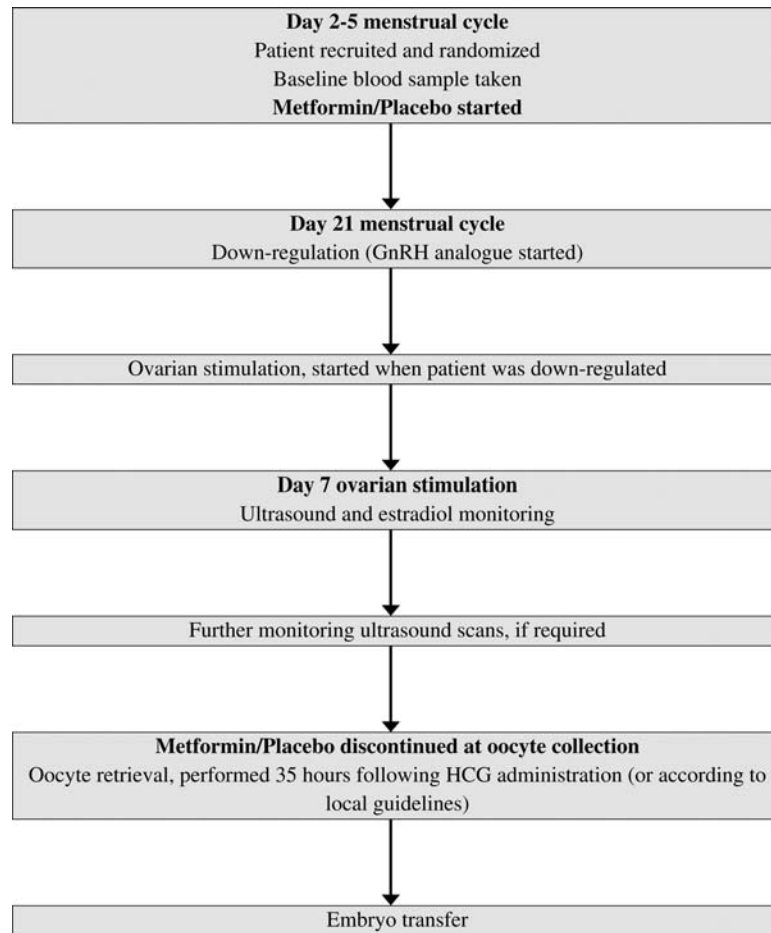 Day 2-5 menstrual cycle
Patient recruited and randomized
Baseline blood sample taken
Metformin/Placebo started
Day 21 menstrual cycle
Down-regulation (GnRH analogue started)
Ovarian stimulation, started when patient was down-regulated
Day 7 ovarian stimulation
Ultrasound and estradiol monitoring
Further monitoring ultrasound scans, if required
Metformin/Placebo discontinued at oocyte collection
Oocyte retrieval, performed 35 hours following HCG administration (or according to
local guidelines)
Embryo transfer